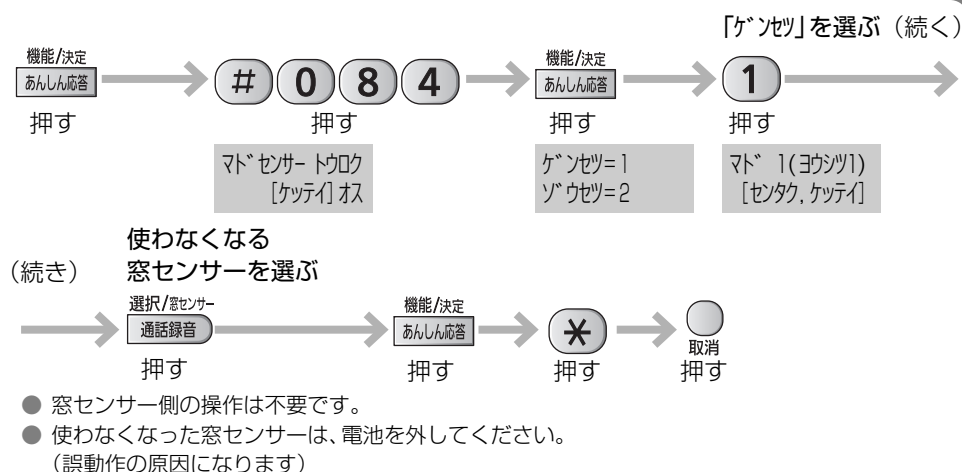 「ｹﾞﾝｾﾂ」を選ぶ（続く）
機能/決定
あんしん応答
押す
# 0 8 4
押す
ﾏﾄﾞｾﾝｻｰ ﾄｳﾛｸ
[ｹｯﾃｲ] ｵｽ
機能/決定
あんしん応答
押す
ｹﾞﾝｾﾂ=1
ｿﾞｳｾﾂ=2
1
押す
ﾏﾄﾞ 1(ﾖｳｼﾂ1)
[ｾﾝﾀｸ, ｹｯﾃｲ]
（続き）
使わなくなる
窓センサーを選ぶ
選択/窓ｾﾝｻｰ
通話録音
押す
機能/決定
あんしん応答
押す
＊
押す
取消
押す
● 窓センサー側の操作は不要です。
● 使わなくなった窓センサーは、電池を外してください。
（誤動作の原因になります）